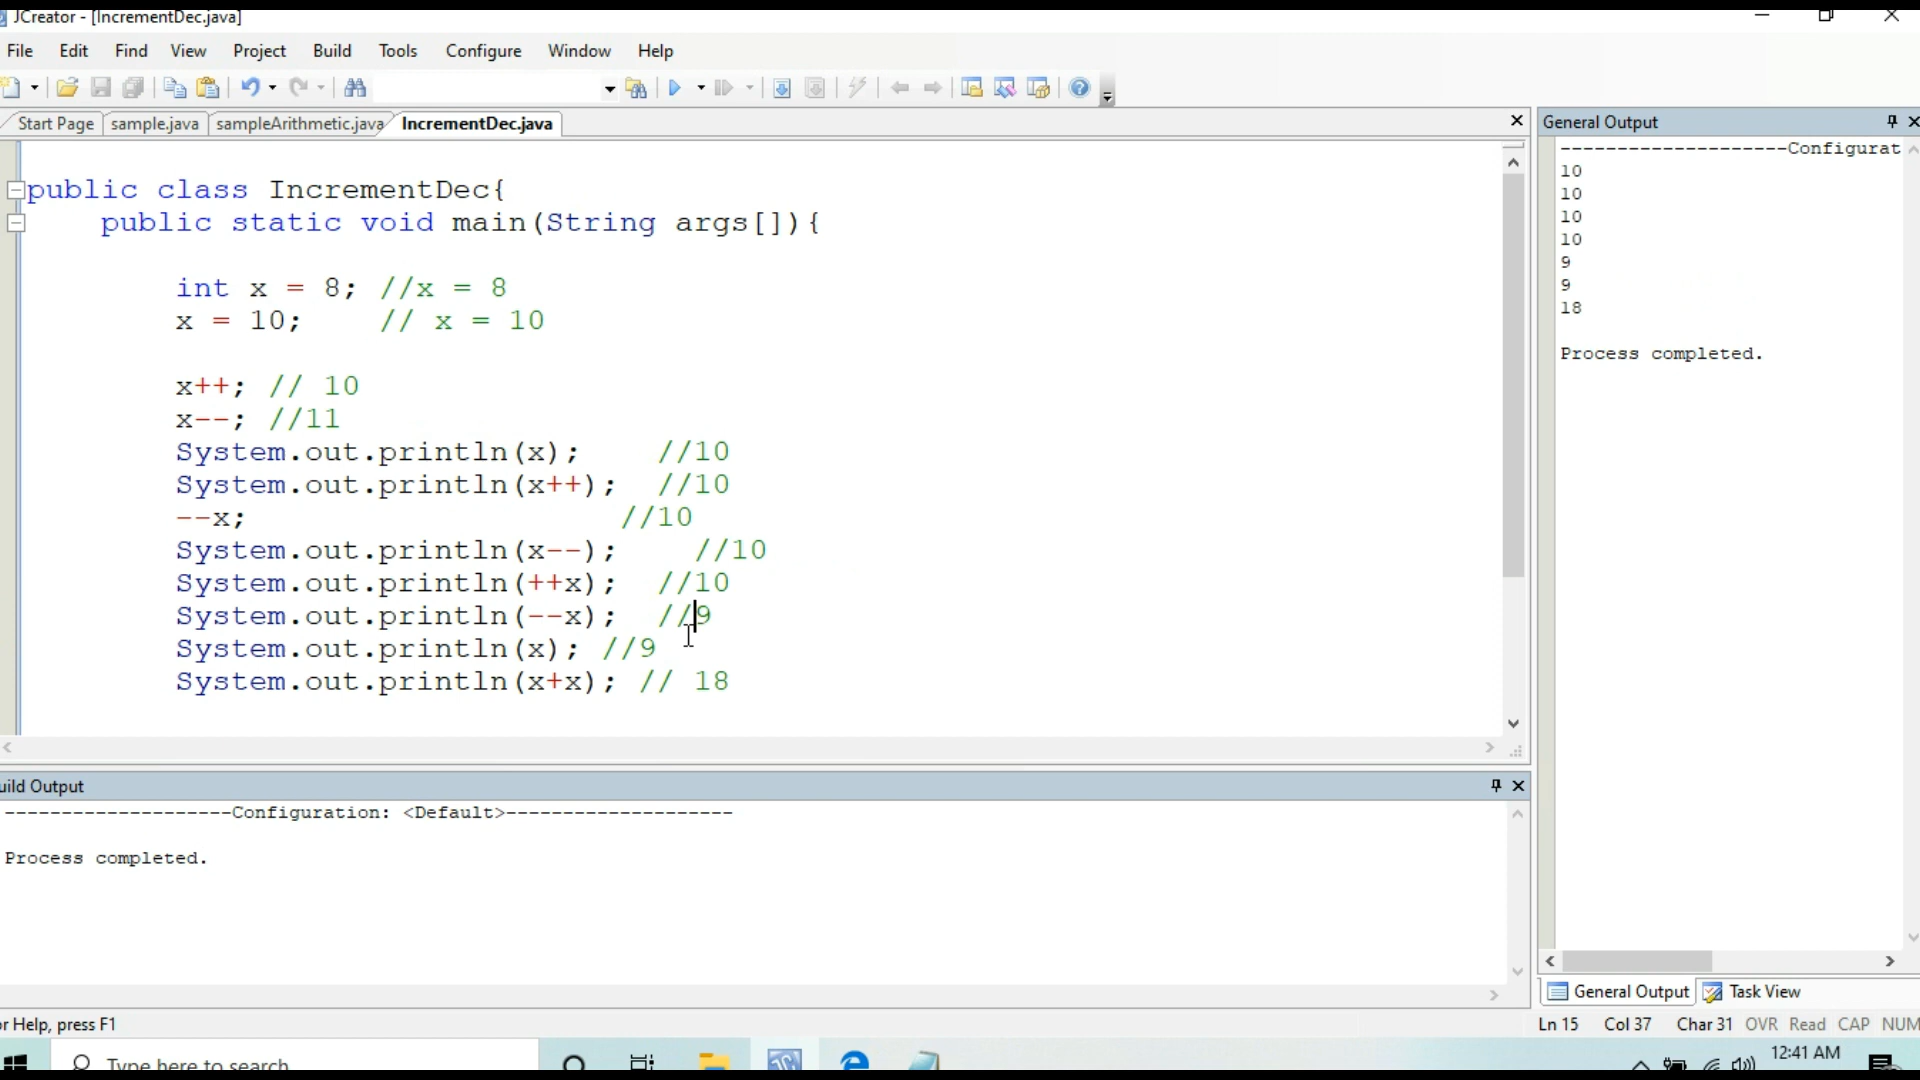 JCreator - [IncrementDec.java]
File Edit Find View Project Build Tools Configure Window Help
Start Page sample.java sampleArithmetic.java IncrementDec.java
public class IncrementDec{
public static void main(String args[]){
int x = 8; //x = 8
x = 10; // x = 10
x++; // 10
x--; //11
System.out.println(x); //10
System.out.println(x++); //10
--x; //10
System.out.println(x--); //10
System.out.println(++x); //10
System.out.println(--x); //9
System.out.println(x); //9
System.out.println(x+x); // 18
General Output
--------------------Configurat
10
10
10
10
9
9
18
Process completed.
General Output Task View
uild Output
--------------------Configuration: <Default>--------------------
Process completed.
or Help, press F1
Ln 15 Col 37 Char 31 OVR Read CAP NUM
Type here to search
12:41 AM